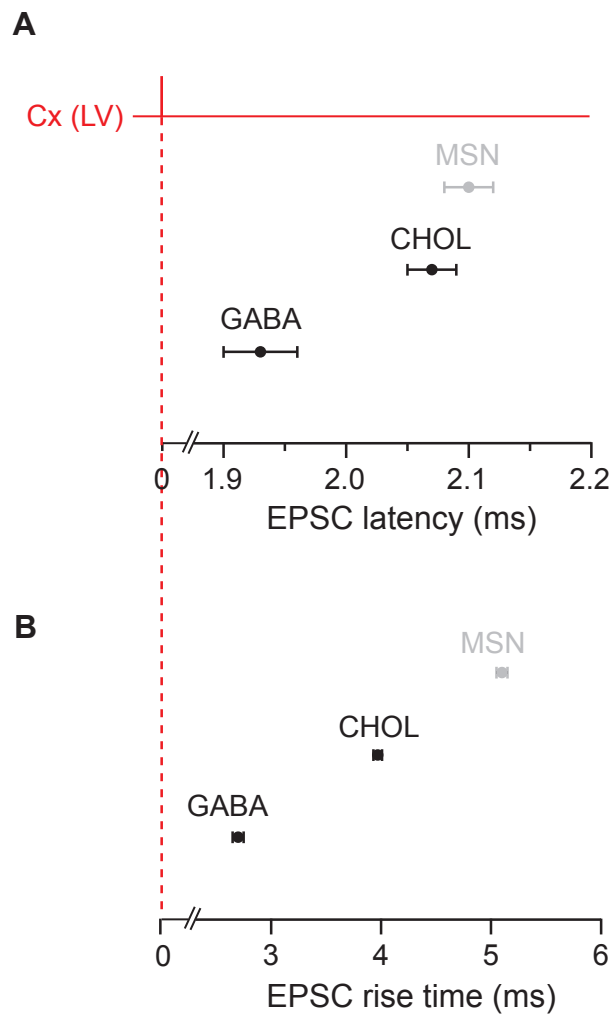 A
Cx (LV)
MSN
CHOL
GABA
0 1.9 2.0 2.1 2.2
EPSC latency (ms)
B
MSN
CHOL
GABA
0 3 4 5 6
EPSC rise time (ms)